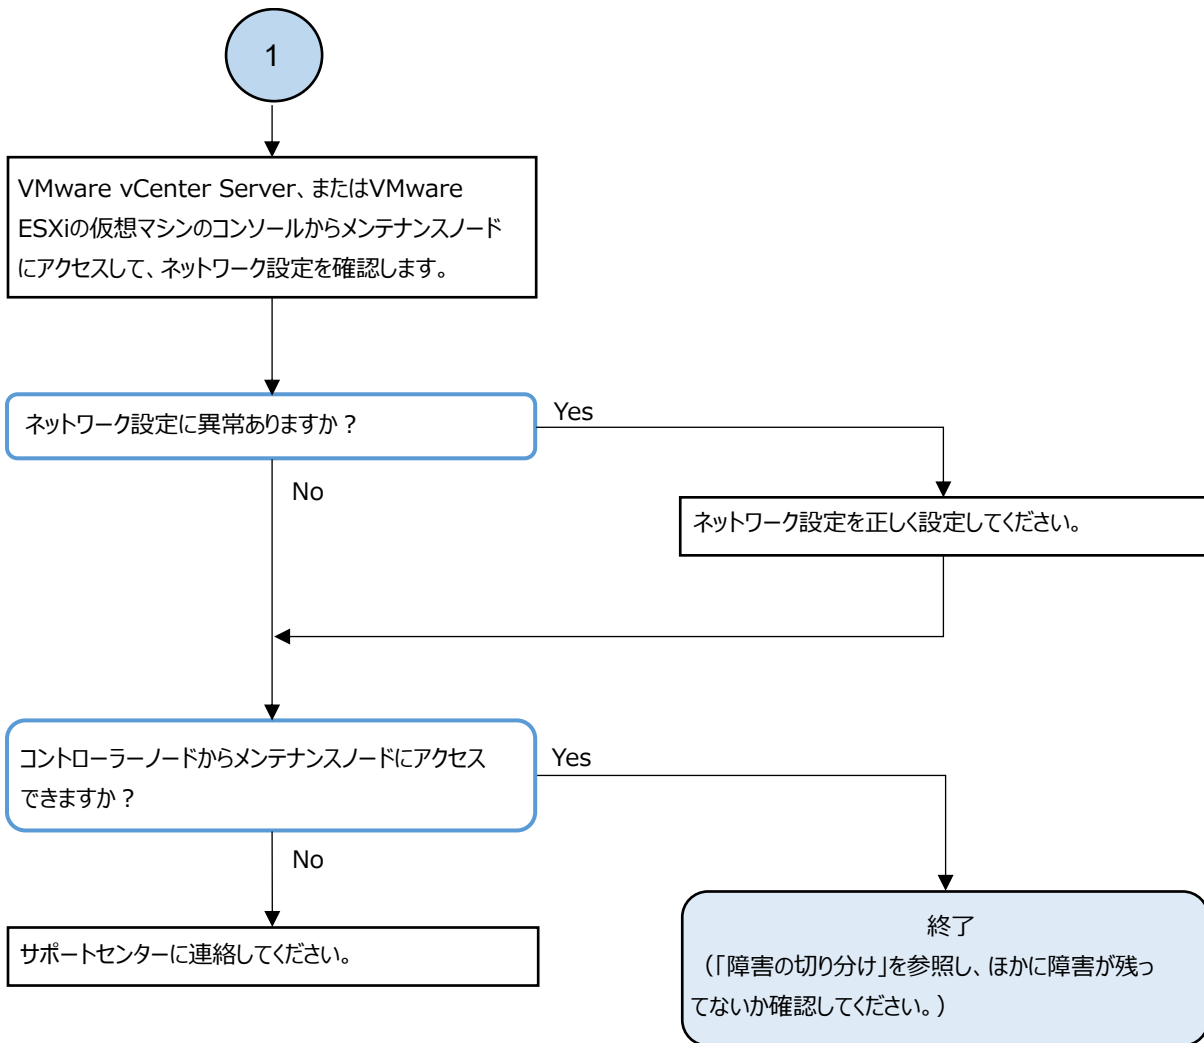 1
VMware vCenter Server、またはVMware
ESXiの仮想マシンのコンソールからメンテナンスノード
にアクセスして、ネットワーク設定を確認します。
ネットワーク設定に異常ありますか？
Yes
No
ネットワーク設定を正しく設定してください。
コントローラーノードからメンテナンスノードにアクセス
できますか？
Yes
No
サポートセンターに連絡してください。
終了
（「障害の切り分け」を参照し、ほかに障害が残っ
てないか確認してください。）